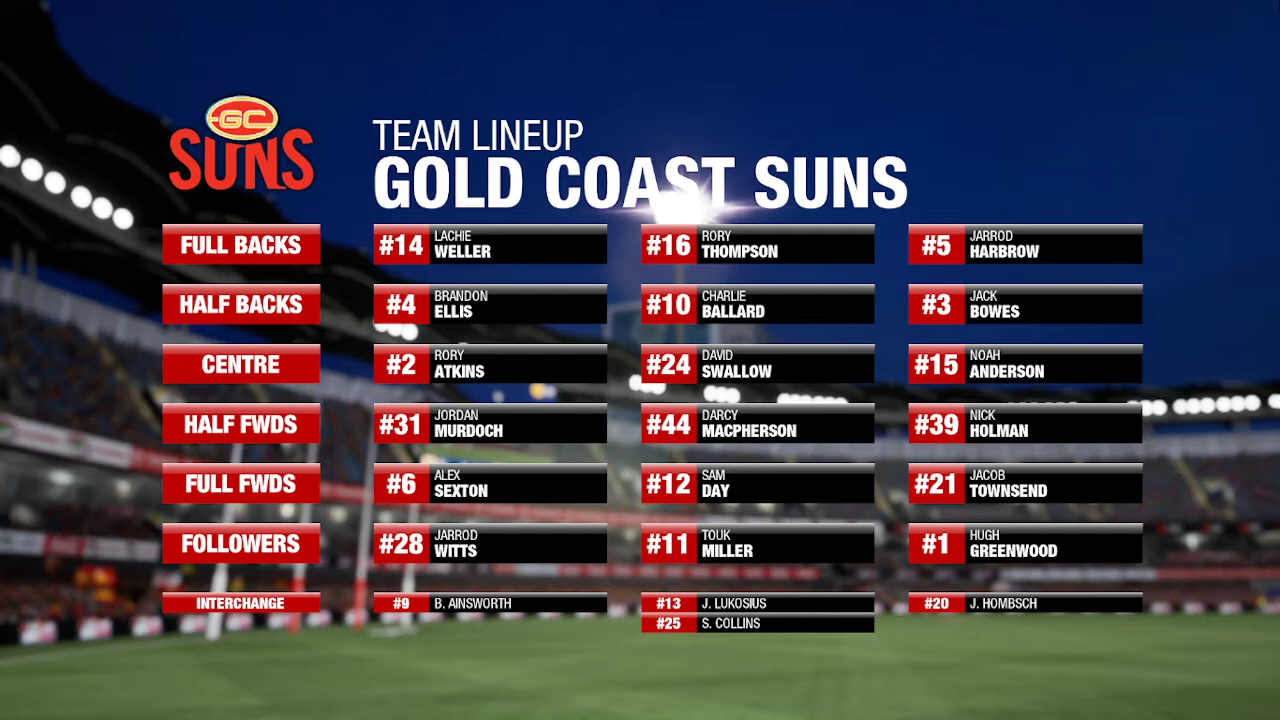 GC
SUNS
TEAM LINEUP
GOLD COAST SUNS
FULL BACKS
#14 LACHIE WELLER
#16 RORY THOMPSON
#5 JARROD HARBROW
HALF BACKS
#4 BRANDON ELLIS
#10 CHARLIE BALLARD
#3 JACK BOWES
CENTRE
#2 RORY ATKINS
#24 DAVID SWALLOW
#15 NOAH ANDERSON
HALF FWDS
#31 JORDAN MURDOCH
#44 DARCY MACPHERSON
#39 NICK HOLMAN
FULL FWDS
#6 ALEX SEXTON
#12 SAM DAY
#21 JACOB TOWNSEND
FOLLOWERS
#28 JARROD WITTS
#11 TOUK MILLER
#1 HUGH GREENWOOD
INTERCHANGE
#9 B. AINSWORTH
#13 J. LUKOSIUS
#20 J. HOMBSCH
#25 S. COLLINS